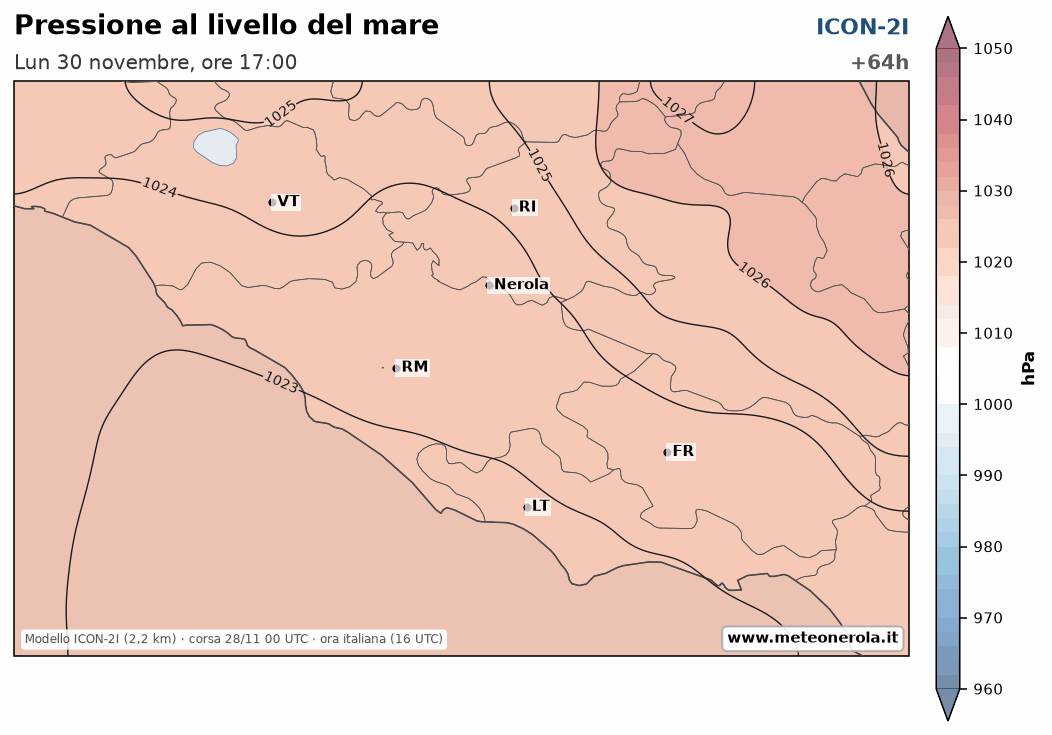 Pressione al livello del mare
ICON-2I
Lun 30 novembre, ore 17:00
+64h
1025
1027
1025
1026
1024
VT
RI
1026
Nerola
1023
RM
FR
LT
Modello ICON-2I (2,2 km) · corsa 28/11 00 UTC · ora italiana (16 UTC)
www.meteonerola.it
1050
1040
1030
1020
1010
1000
990
980
970
960
hPa